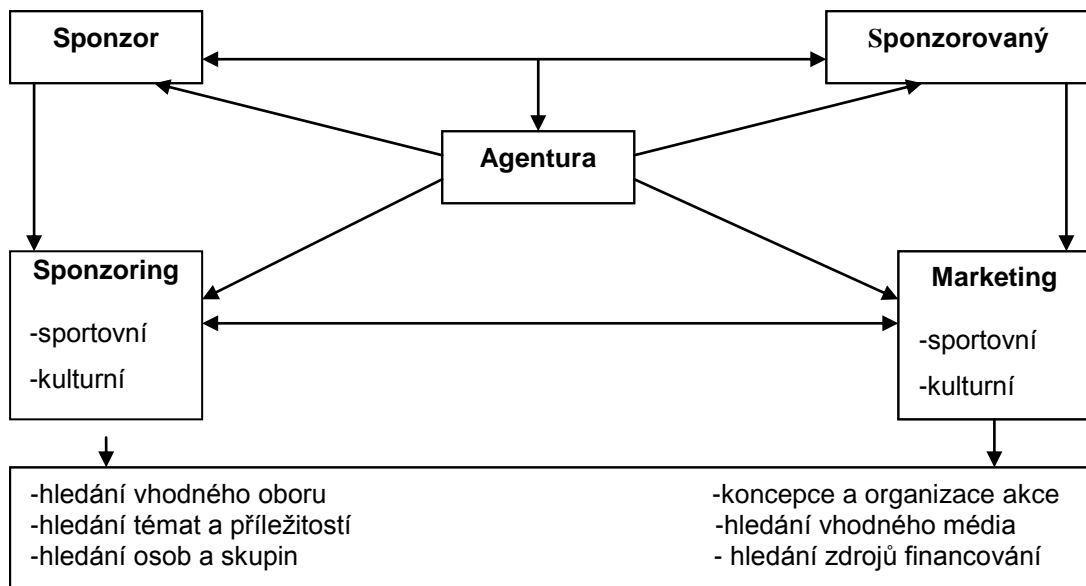 Sponzor
Sponzorovaný
Agentura
Sponzoring
-sportovní
-kulturní
Marketing
-sportovní
-kulturní
-hledání vhodného oboru
-hledání témat a příležitostí
-hledání osob a skupin
-koncepce a organizace akce
-hledání vhodného média
- hledání zdrojů financování